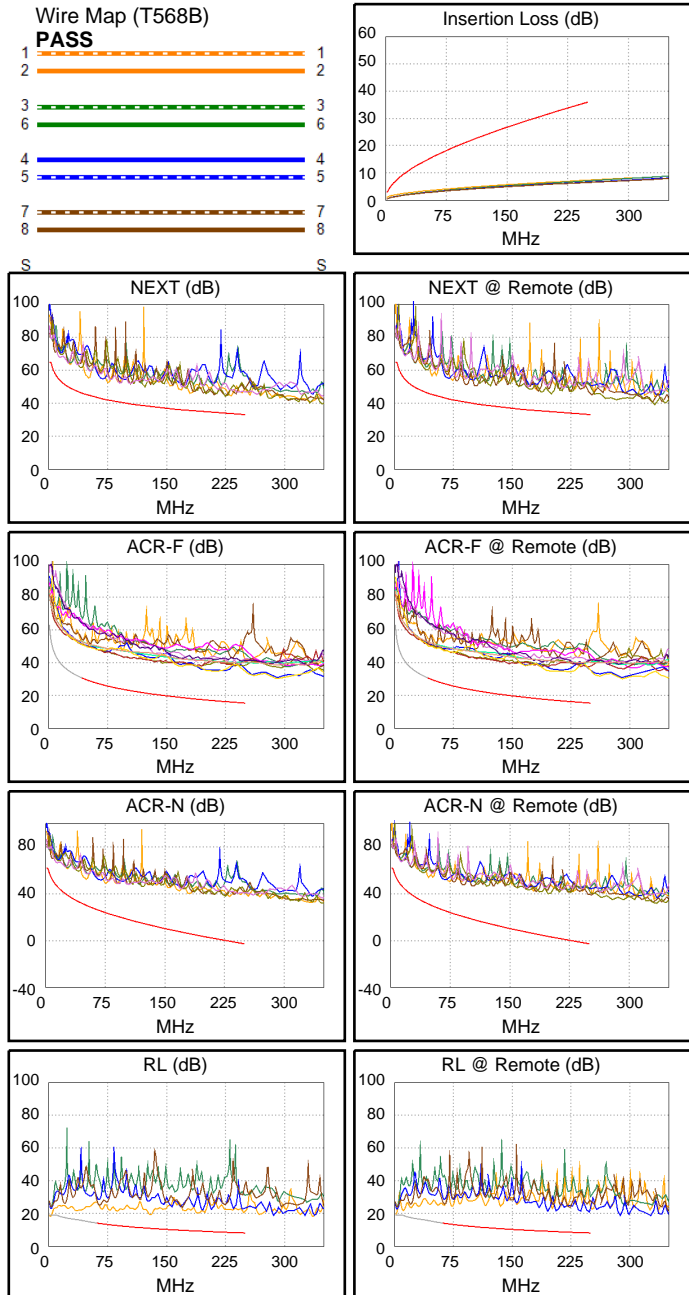 Wire Map (T568B)
PASS
1 1
2 2
3 3
6 6
4 4
5 5
7 7
8 8
S S
Insertion Loss (dB)
60
50
40
30
20
10
0
0 75 150 225 300
MHz
NEXT (dB)
100
80
60
40
20
0
0 75 150 225 300
MHz
NEXT @ Remote (dB)
100
80
60
40
20
0
0 75 150 225 300
MHz
ACR-F (dB)
100
80
60
40
20
0
0 75 150 225 300
MHz
ACR-F @ Remote (dB)
100
80
60
40
20
0
0 75 150 225 300
MHz
ACR-N (dB)
80
40
0
-40
0 75 150 225 300
MHz
ACR-N @ Remote (dB)
80
40
0
-40
0 75 150 225 300
MHz
RL (dB)
100
80
60
40
20
0
0 75 150 225 300
MHz
RL @ Remote (dB)
100
80
60
40
20
0
0 75 150 225 300
MHz